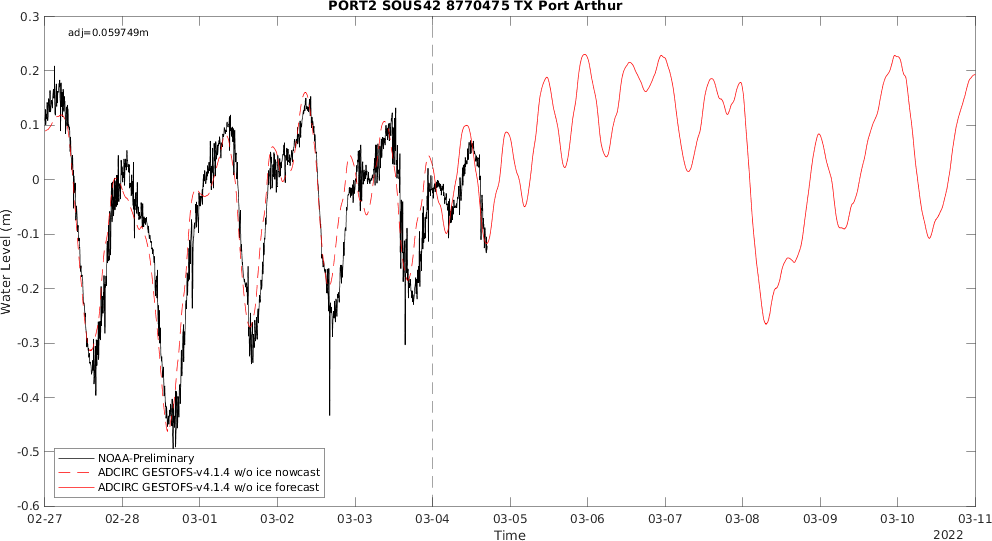 PORT2 SOUS42 8770475 TX Port Arthur
adj=0.059749m
Water Level (m)
0.3
0.2
0.1
0
-0.1
-0.2
-0.3
-0.4
-0.5
-0.6
NOAA-Preliminary
ADCIRC GESTOFS-v4.1.4 w/o ice nowcast
ADCIRC GESTOFS-v4.1.4 w/o ice forecast
02-27 02-28 03-01 03-02 03-03 03-04 03-05 03-06 03-07 03-08 03-09 03-10 03-11
Time
2022